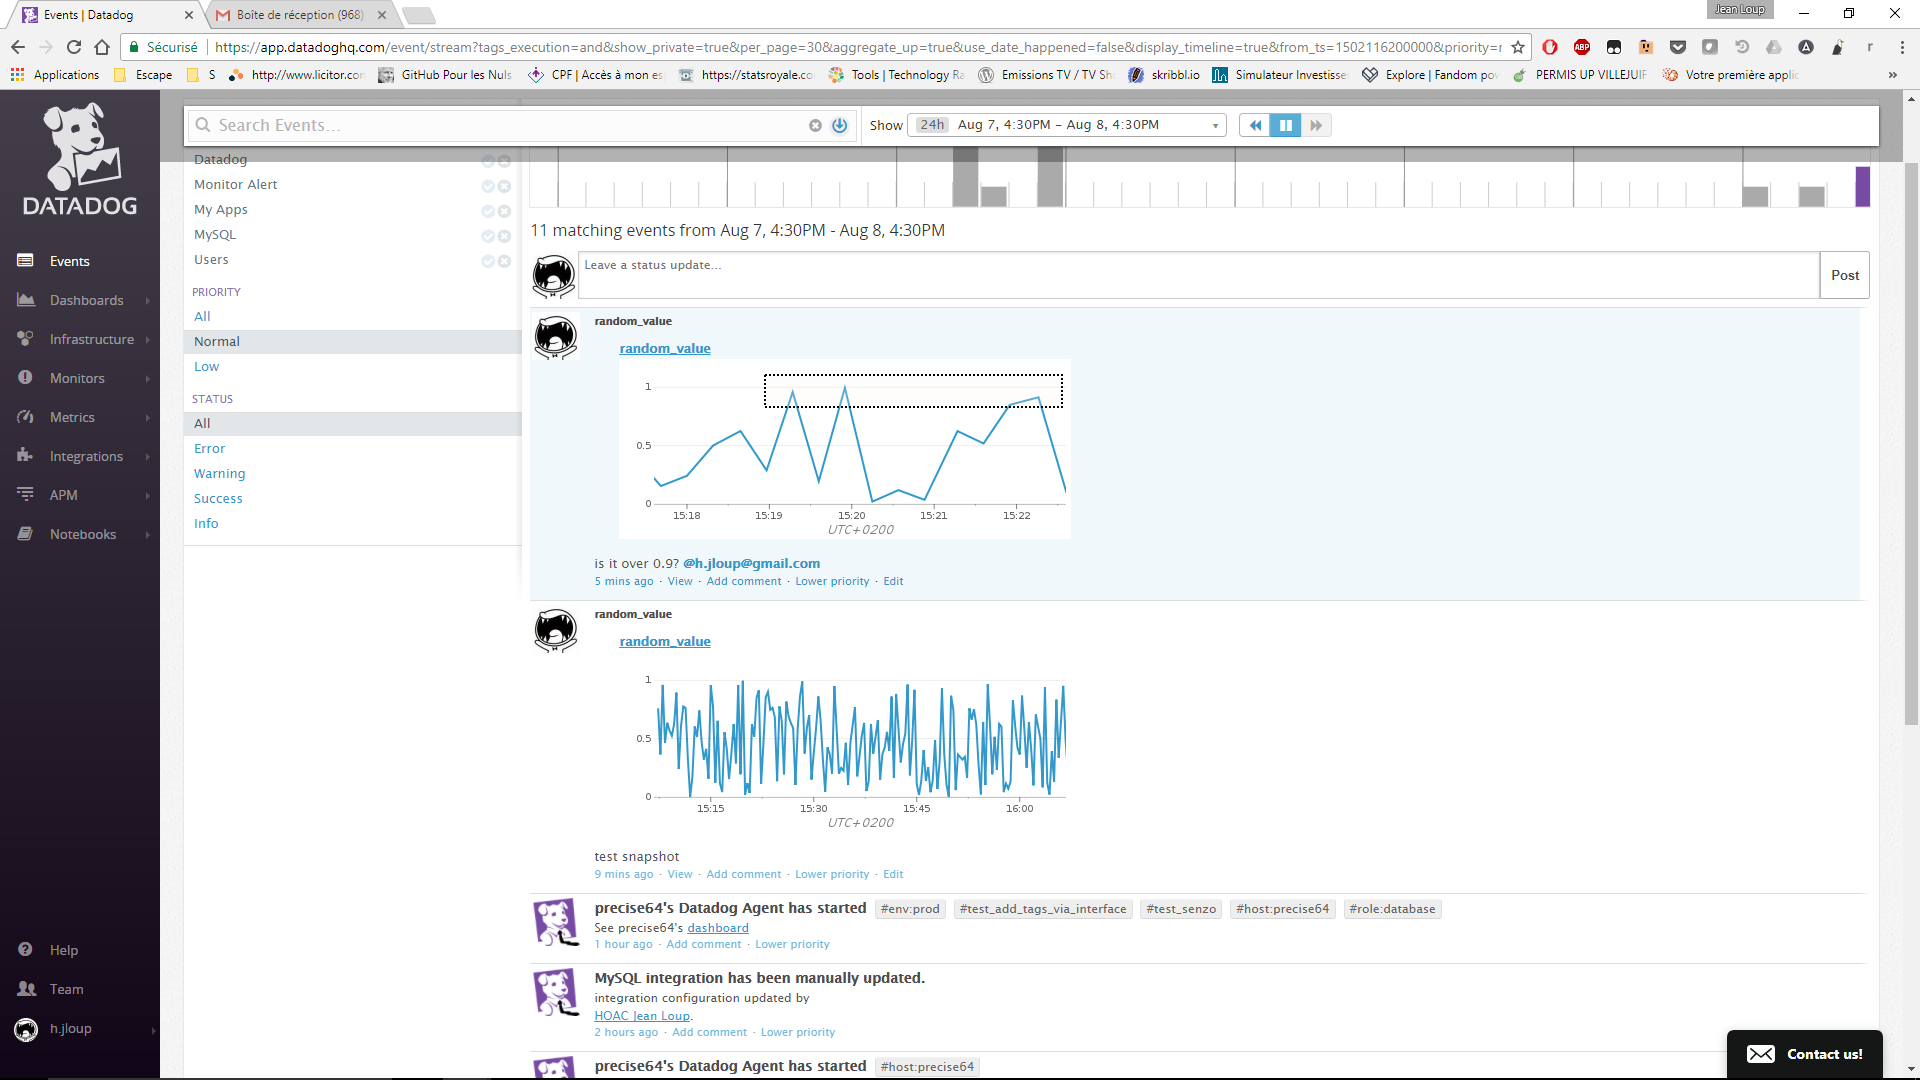 Events | Datadog
Boîte de réception (968)
Jean Loup
Sécurisé
https://app.datadoghq.com/event/stream?tags_execution=and&show_private=true&per_page=30&aggregate_up=true&use_date_happened=false&display_timeline=true&from_ts=1502116200000&priority=
Applications
Escape
S
http://www.licitor.co
GitHub Pour les Nuls
CPF | Accès à mon es
https://statsroyale.co
Tools | Technology Ra
Emissions TV / TV Sh
skribbl.io
Simulateur Investisse
Explore | Fandom pow
PERMIS UP VILLEJUIF
Votre première applic
»
DATADOG
Events
Dashboards
Infrastructure
Monitors
Metrics
Integrations
APM
Notebooks
Help
Team
h.jloup
Search Events...
Show 24h Aug 7, 4:30PM – Aug 8, 4:30PM
Datadog
Monitor Alert
My Apps
MySQL
Users
PRIORITY
All
Normal
Low
STATUS
All
Error
Warning
Success
Info
11 matching events from Aug 7, 4:30PM - Aug 8, 4:30PM
Leave a status update...
Post
random_value
random_value
1
0.5
0
15:18 15:19 15:20 15:21 15:22
UTC+0200
is it over 0.9? @h.jloup@gmail.com
5 mins ago · View · Add comment · Lower priority · Edit
random_value
random_value
1
0.5
0
15:15 15:30 15:45 16:00
UTC+0200
test snapshot
9 mins ago · View · Add comment · Lower priority · Edit
precise64's Datadog Agent has started #env:prod #test_add_tags_via_interface #test_senzo #host:precise64 #role:database
See precise64's dashboard
1 hour ago · Add comment · Lower priority
MySQL integration has been manually updated.
integration configuration updated by
HOAC Jean Loup.
2 hours ago · Add comment · Lower priority
precise64's Datadog Agent has started #host:precise64
Contact us!